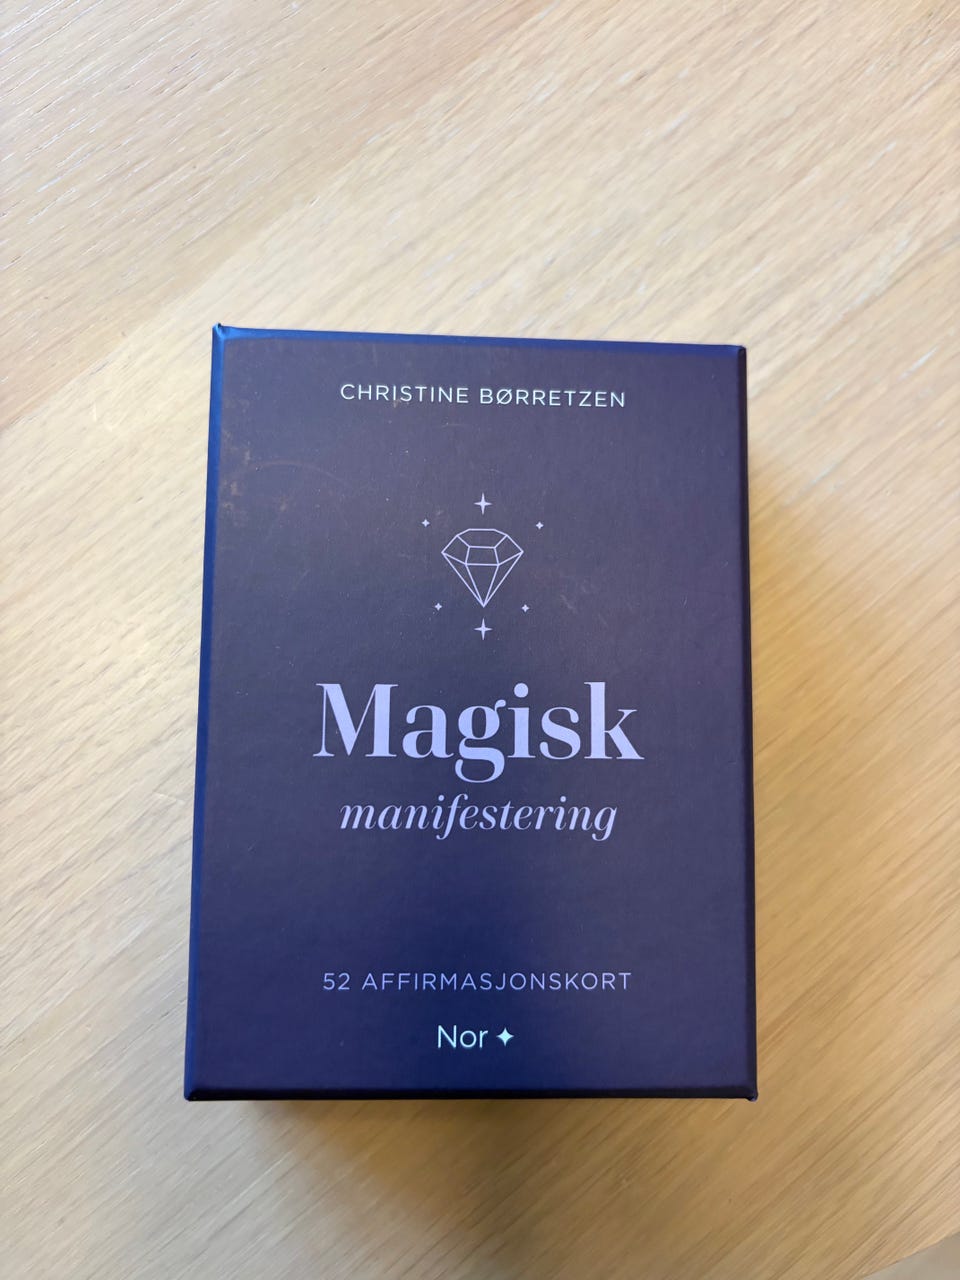 CHRISTINE BØRRETZEN
Magisk
manifestering
52 AFFIRMASJONSKORT
Nor